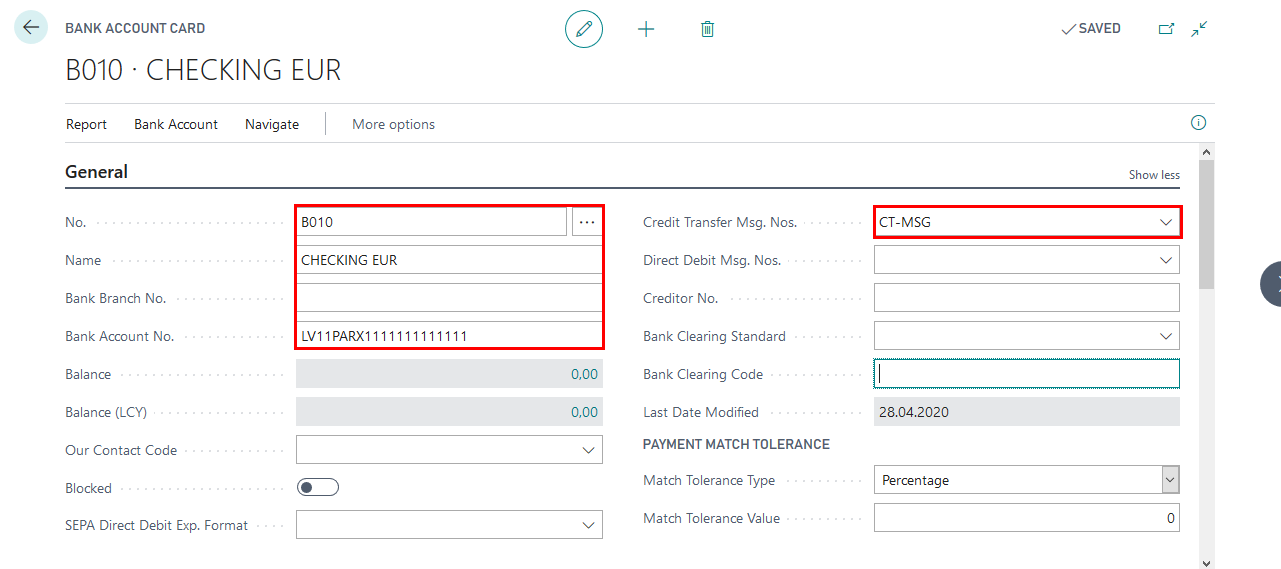 BANK ACCOUNT CARD
SAVED
B010 · CHECKING EUR
Report Bank Account Navigate More options
General
Show less
No. B010 ...
Name CHECKING EUR
Bank Branch No.
Bank Account No. LV11PARX1111111111111
Balance 0,00
Balance (LCY) 0,00
Our Contact Code
Blocked
SEPA Direct Debit Exp. Format
Credit Transfer Msg. Nos. CT-MSG
Direct Debit Msg. Nos.
Creditor No.
Bank Clearing Standard
Bank Clearing Code
Last Date Modified 28.04.2020
PAYMENT MATCH TOLERANCE
Match Tolerance Type Percentage
Match Tolerance Value 0